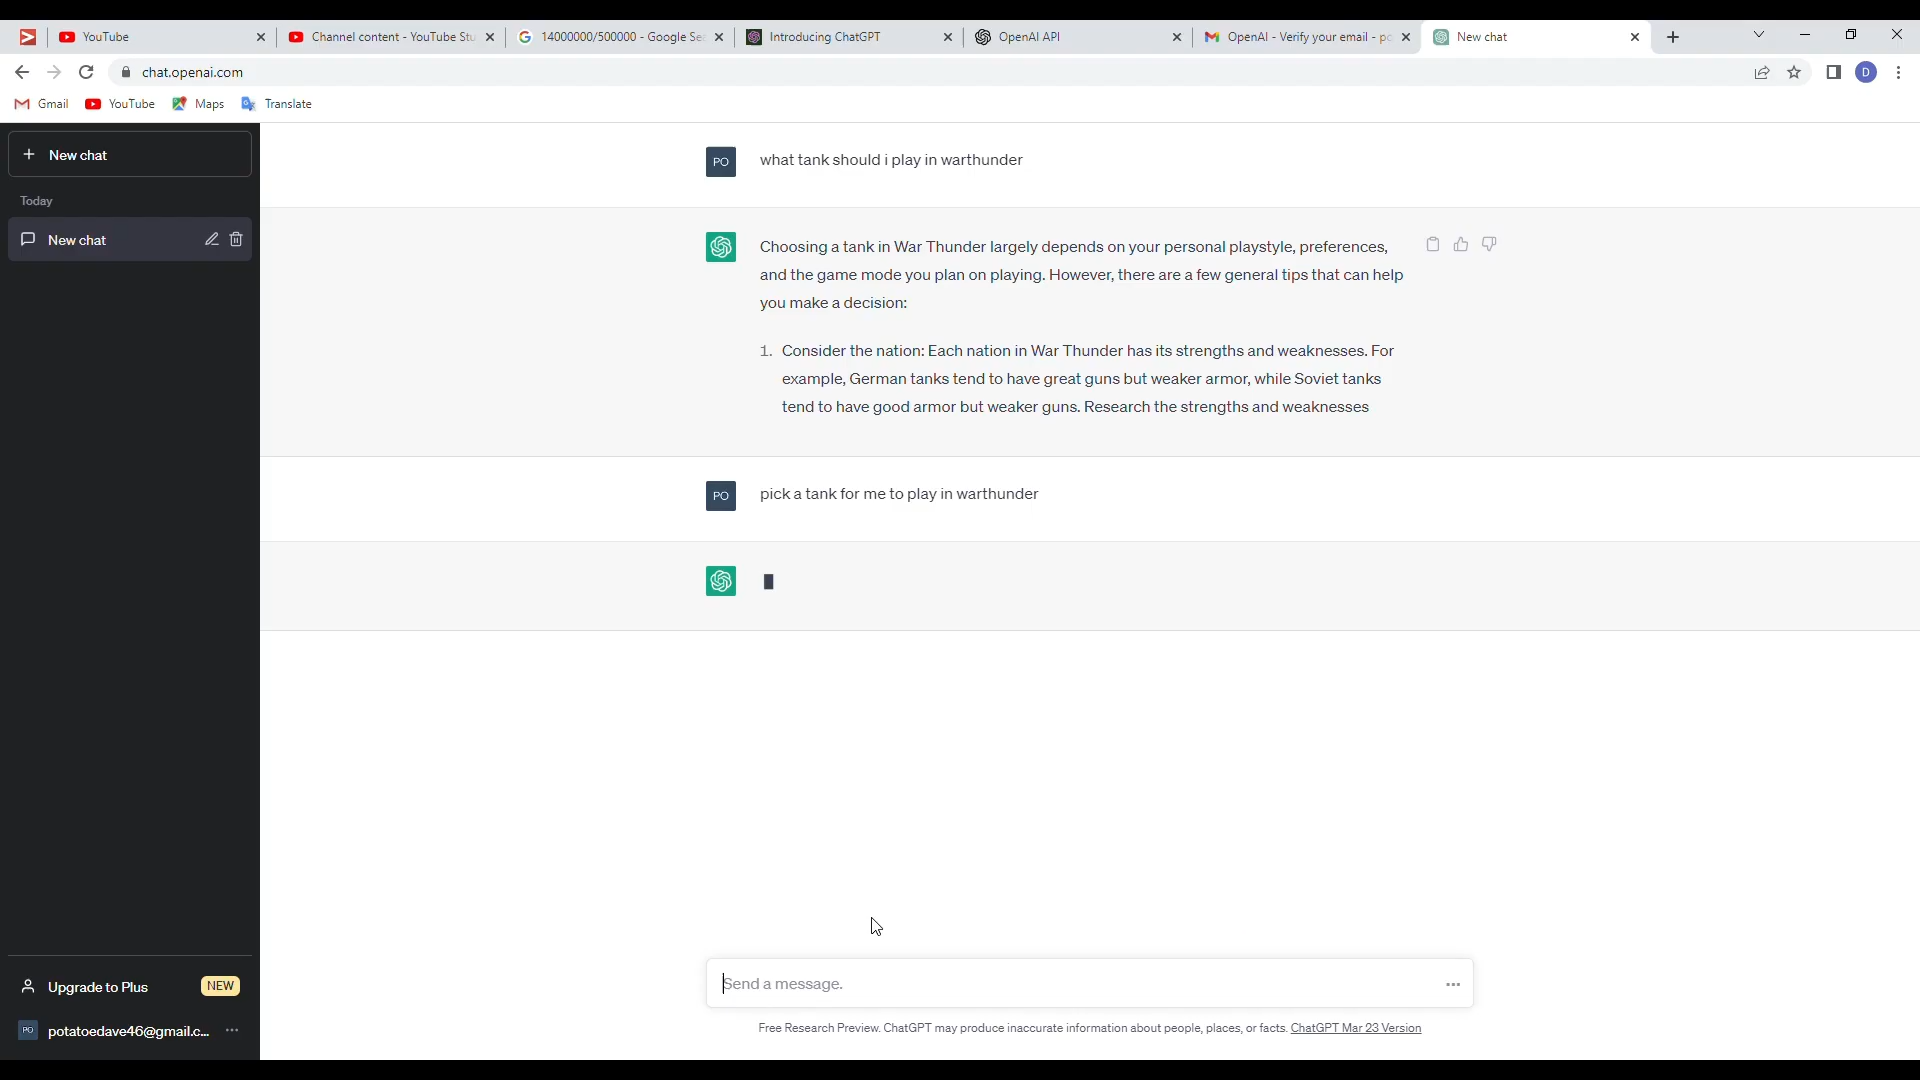 YouTube
Channel content - YouTube Stu
14000000/500000 - Google Se
Introducing ChatGPT
OpenAI API
OpenAI - Verify your email - po
New chat
chat.openai.com
D
Gmail
YouTube
Maps
Translate
+ New chat
Today
New chat
PO
what tank should i play in warthunder
Choosing a tank in War Thunder largely depends on your personal playstyle, preferences,
and the game mode you plan on playing. However, there are a few general tips that can help
you make a decision:
1. Consider the nation: Each nation in War Thunder has its strengths and weaknesses. For
example, German tanks tend to have great guns but weaker armor, while Soviet tanks
tend to have good armor but weaker guns. Research the strengths and weaknesses
PO
pick a tank for me to play in warthunder
Send a message.
Free Research Preview. ChatGPT may produce inaccurate information about people, places, or facts. ChatGPT Mar 23 Version
Upgrade to Plus
NEW
PO
potatoedave46@gmail.c...